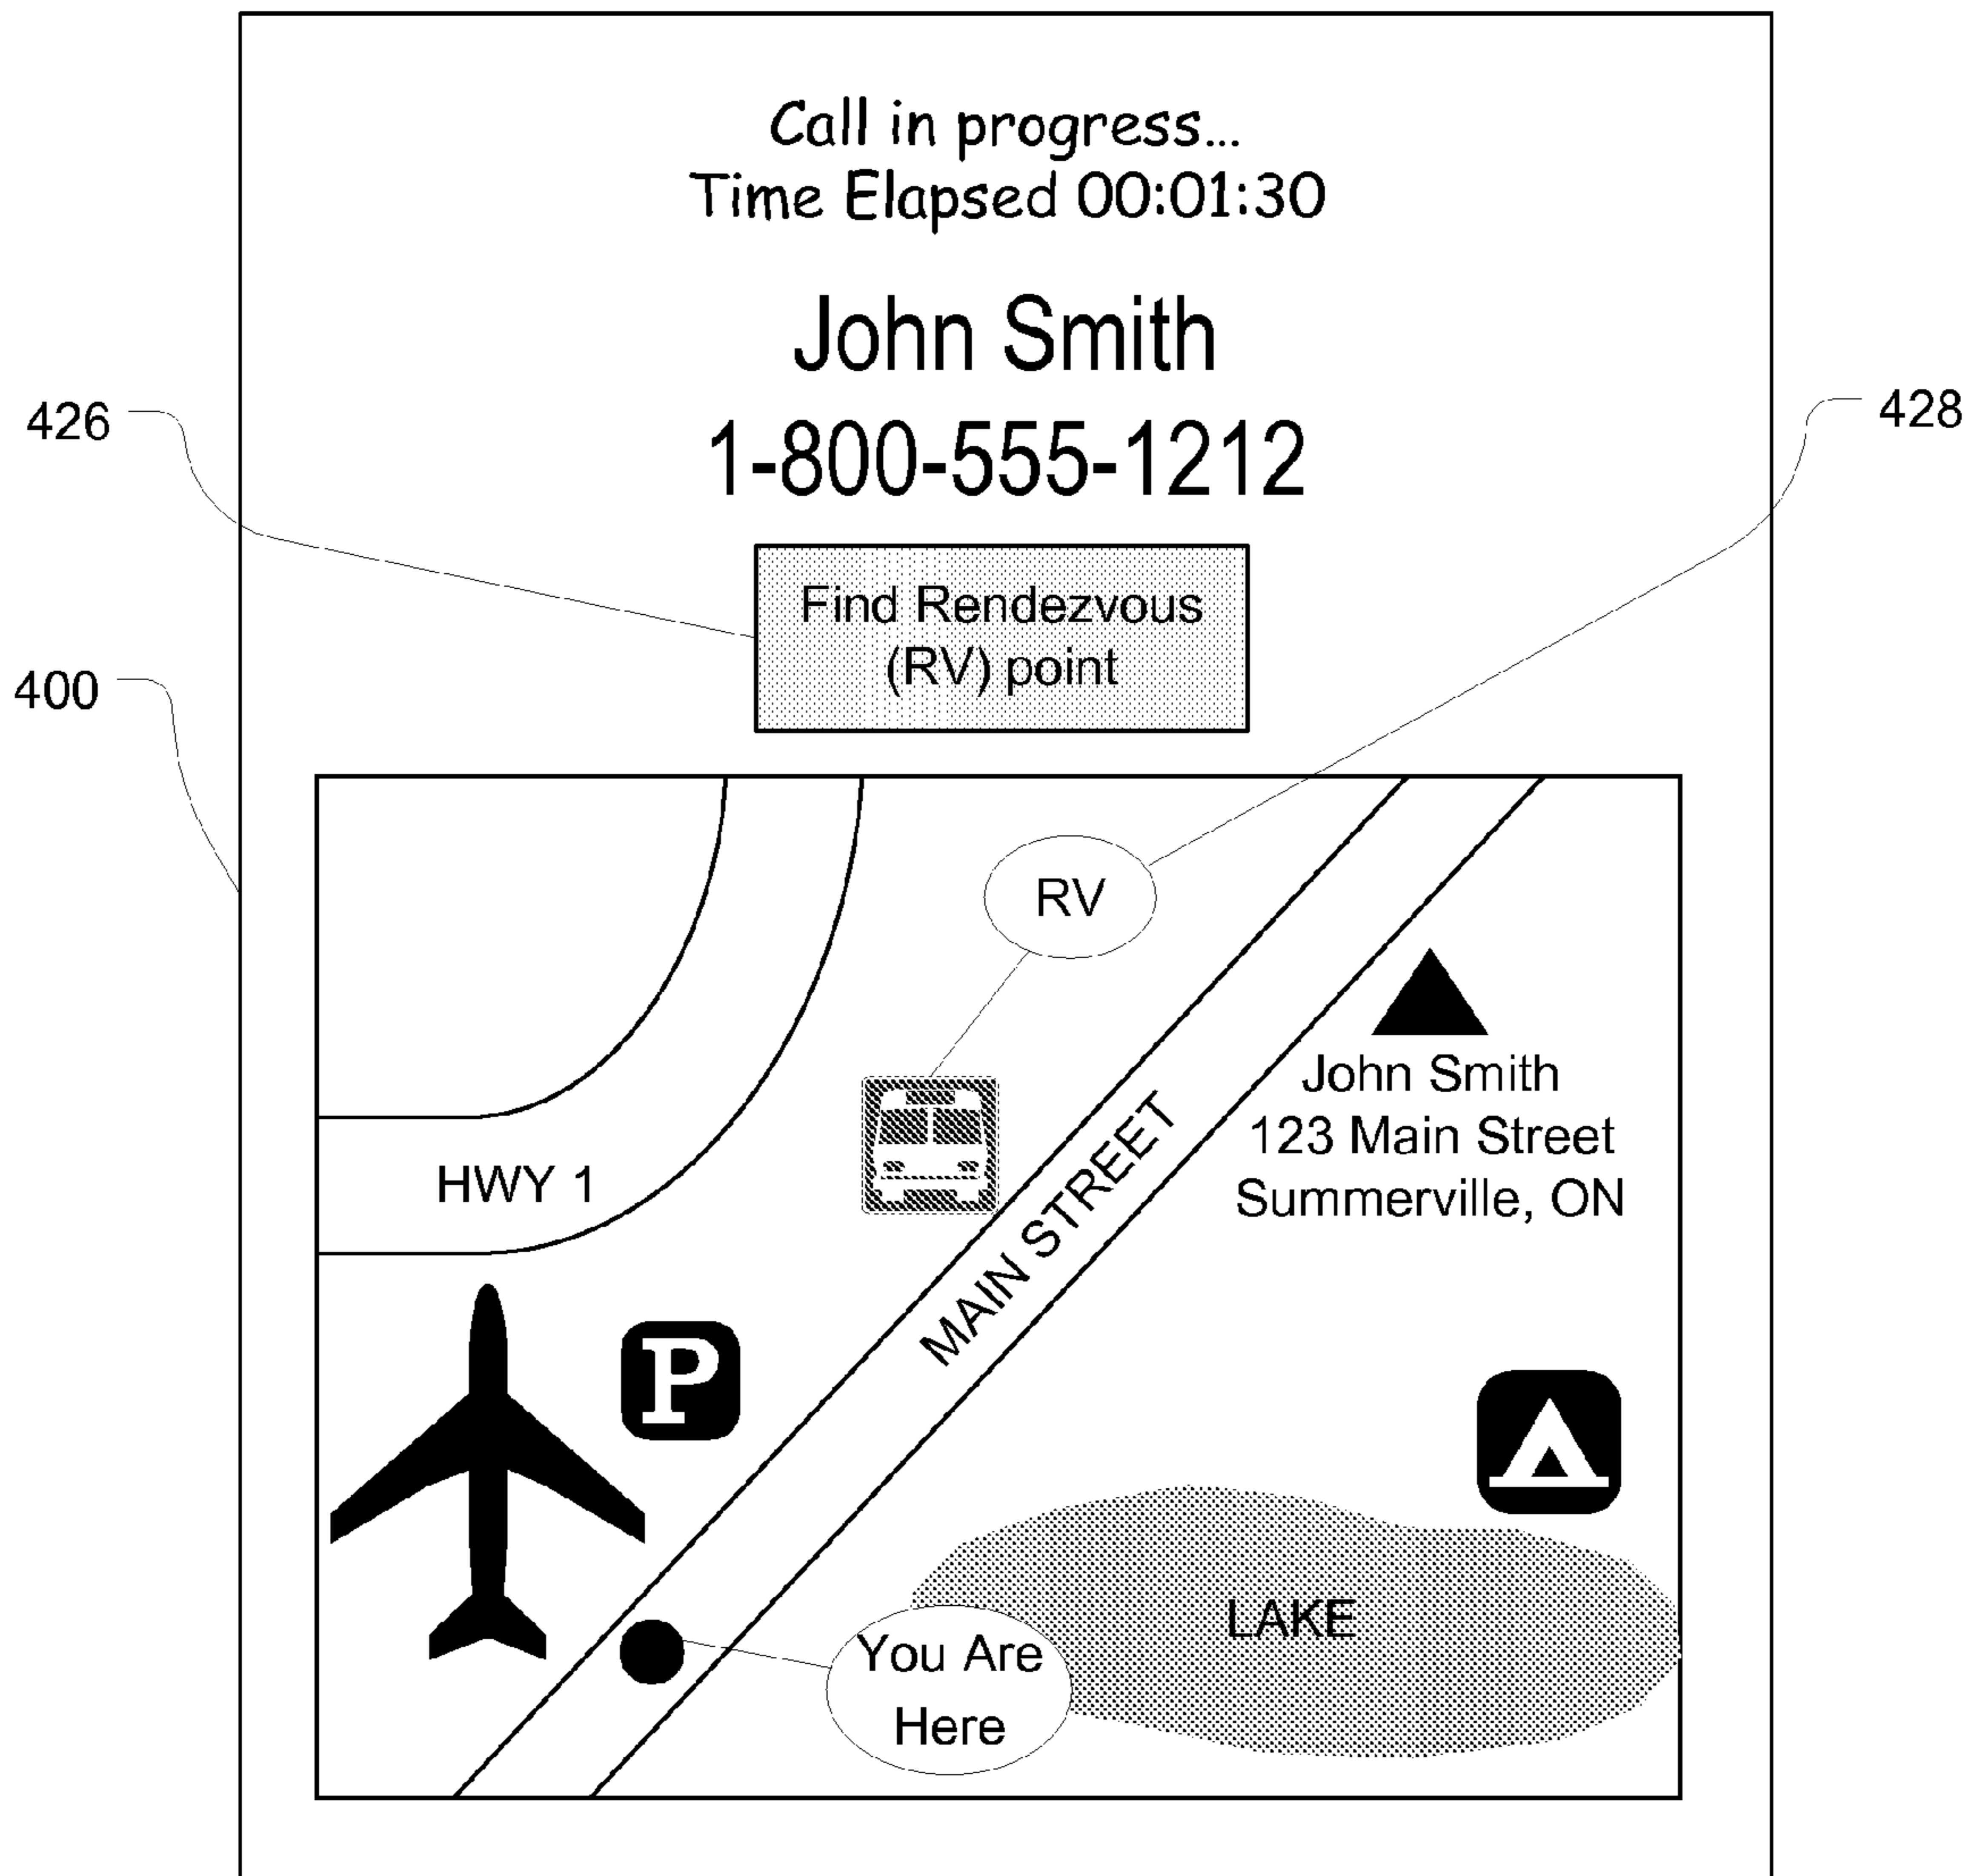 Call in progress...
Time Elapsed 00:01:30
John Smith
1-800-555-1212
426
428
Find Rendezvous
(RV) point
400
RV
John Smith
123 Main Street
Summerville, ON
HWY 1
MAIN STREET
P
LAKE
You Are
Here